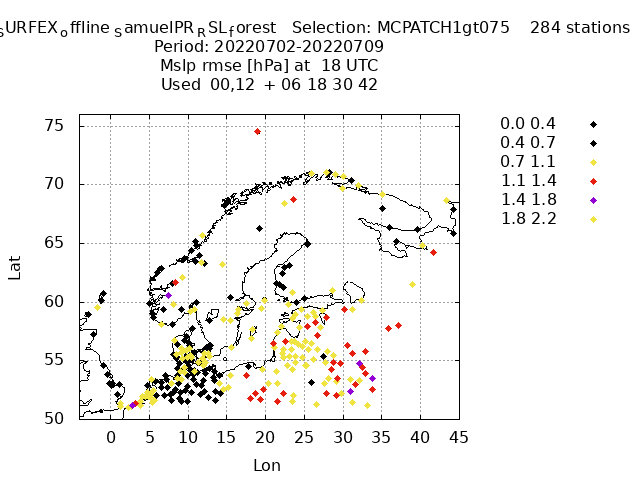 SURFEX_offline_SamuelPR_RSL_forest Selection: MCPATCH1gt075 284 stations
Period: 20220702-20220709
Mslp rmse [hPa] at 18 UTC
Used 00,12 + 06 18 30 42
75
70
65
60
55
50
0 5 10 15 20 25 30 35 40 45
Lat
Lon
0.0 0.4
0.4 0.7
0.7 1.1
1.1 1.4
1.4 1.8
1.8 2.2